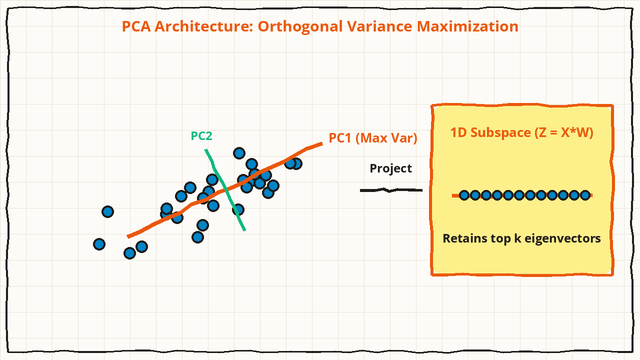 PCA Architecture: Orthogonal Variance Maximization
PC2
PC1 (Max Var)
Project
1D Subspace (Z = X*W)
Retains top k eigenvectors